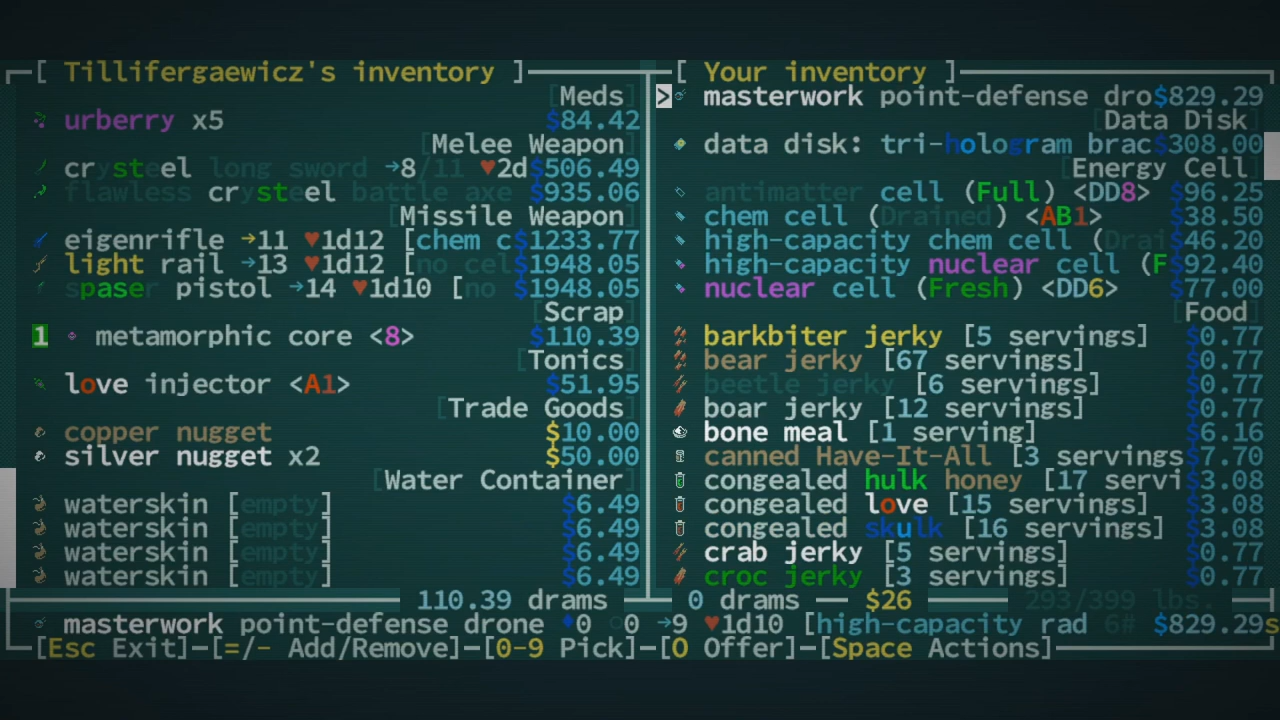 [ Tillifergaewicz's inventory ]
[Meds]
urberry x5 $84.42
[Melee Weapon]
crysteel long sword →8/11 ♥2d $506.49
flawless crysteel battle axe $935.06
[Missile Weapon]
eigenrifle →11 ♥1d12 [chem c $1233.77
light rail →13 ♥1d12 [no cel $1948.05
spaser pistol →14 ♥1d10 [no $1948.05
[Scrap]
1 metamorphic core <8> $110.39
[Tonics]
love injector <A1> $51.95
[Trade Goods]
copper nugget $10.00
silver nugget x2 $50.00
[Water Container]
waterskin [empty] $6.49
waterskin [empty] $6.49
waterskin [empty] $6.49
waterskin [empty] $6.49
110.39 drams
[ Your inventory ]
> masterwork point-defense dro $829.29
[Data Disk]
data disk: tri-hologram brac $308.00
[Energy Cell]
antimatter cell (Full) <DD8> $96.25
chem cell (Drained) <AB1> $38.50
high-capacity chem cell (Drai $46.20
high-capacity nuclear cell (F $92.40
nuclear cell (Fresh) <DD6> $77.00
[Food]
barkbiter jerky [5 servings] $0.77
bear jerky [67 servings] $0.77
beetle jerky [6 servings] $0.77
boar jerky [12 servings] $0.77
bone meal [1 serving] $6.16
canned Have-It-All [3 servings $7.70
congealed hulk honey [17 servi $3.08
congealed love [15 servings] $3.08
congealed skulk [16 servings] $3.08
crab jerky [5 servings] $0.77
croc jerky [3 servings] $0.77
0 drams — $26 293/399 lbs.
masterwork point-defense drone ♦0 ○0 →9 ♥1d10 [high-capacity rad 6# $829.29s
[Esc Exit]—[=/- Add/Remove]—[0-9 Pick]—[O Offer]—[Space Actions]